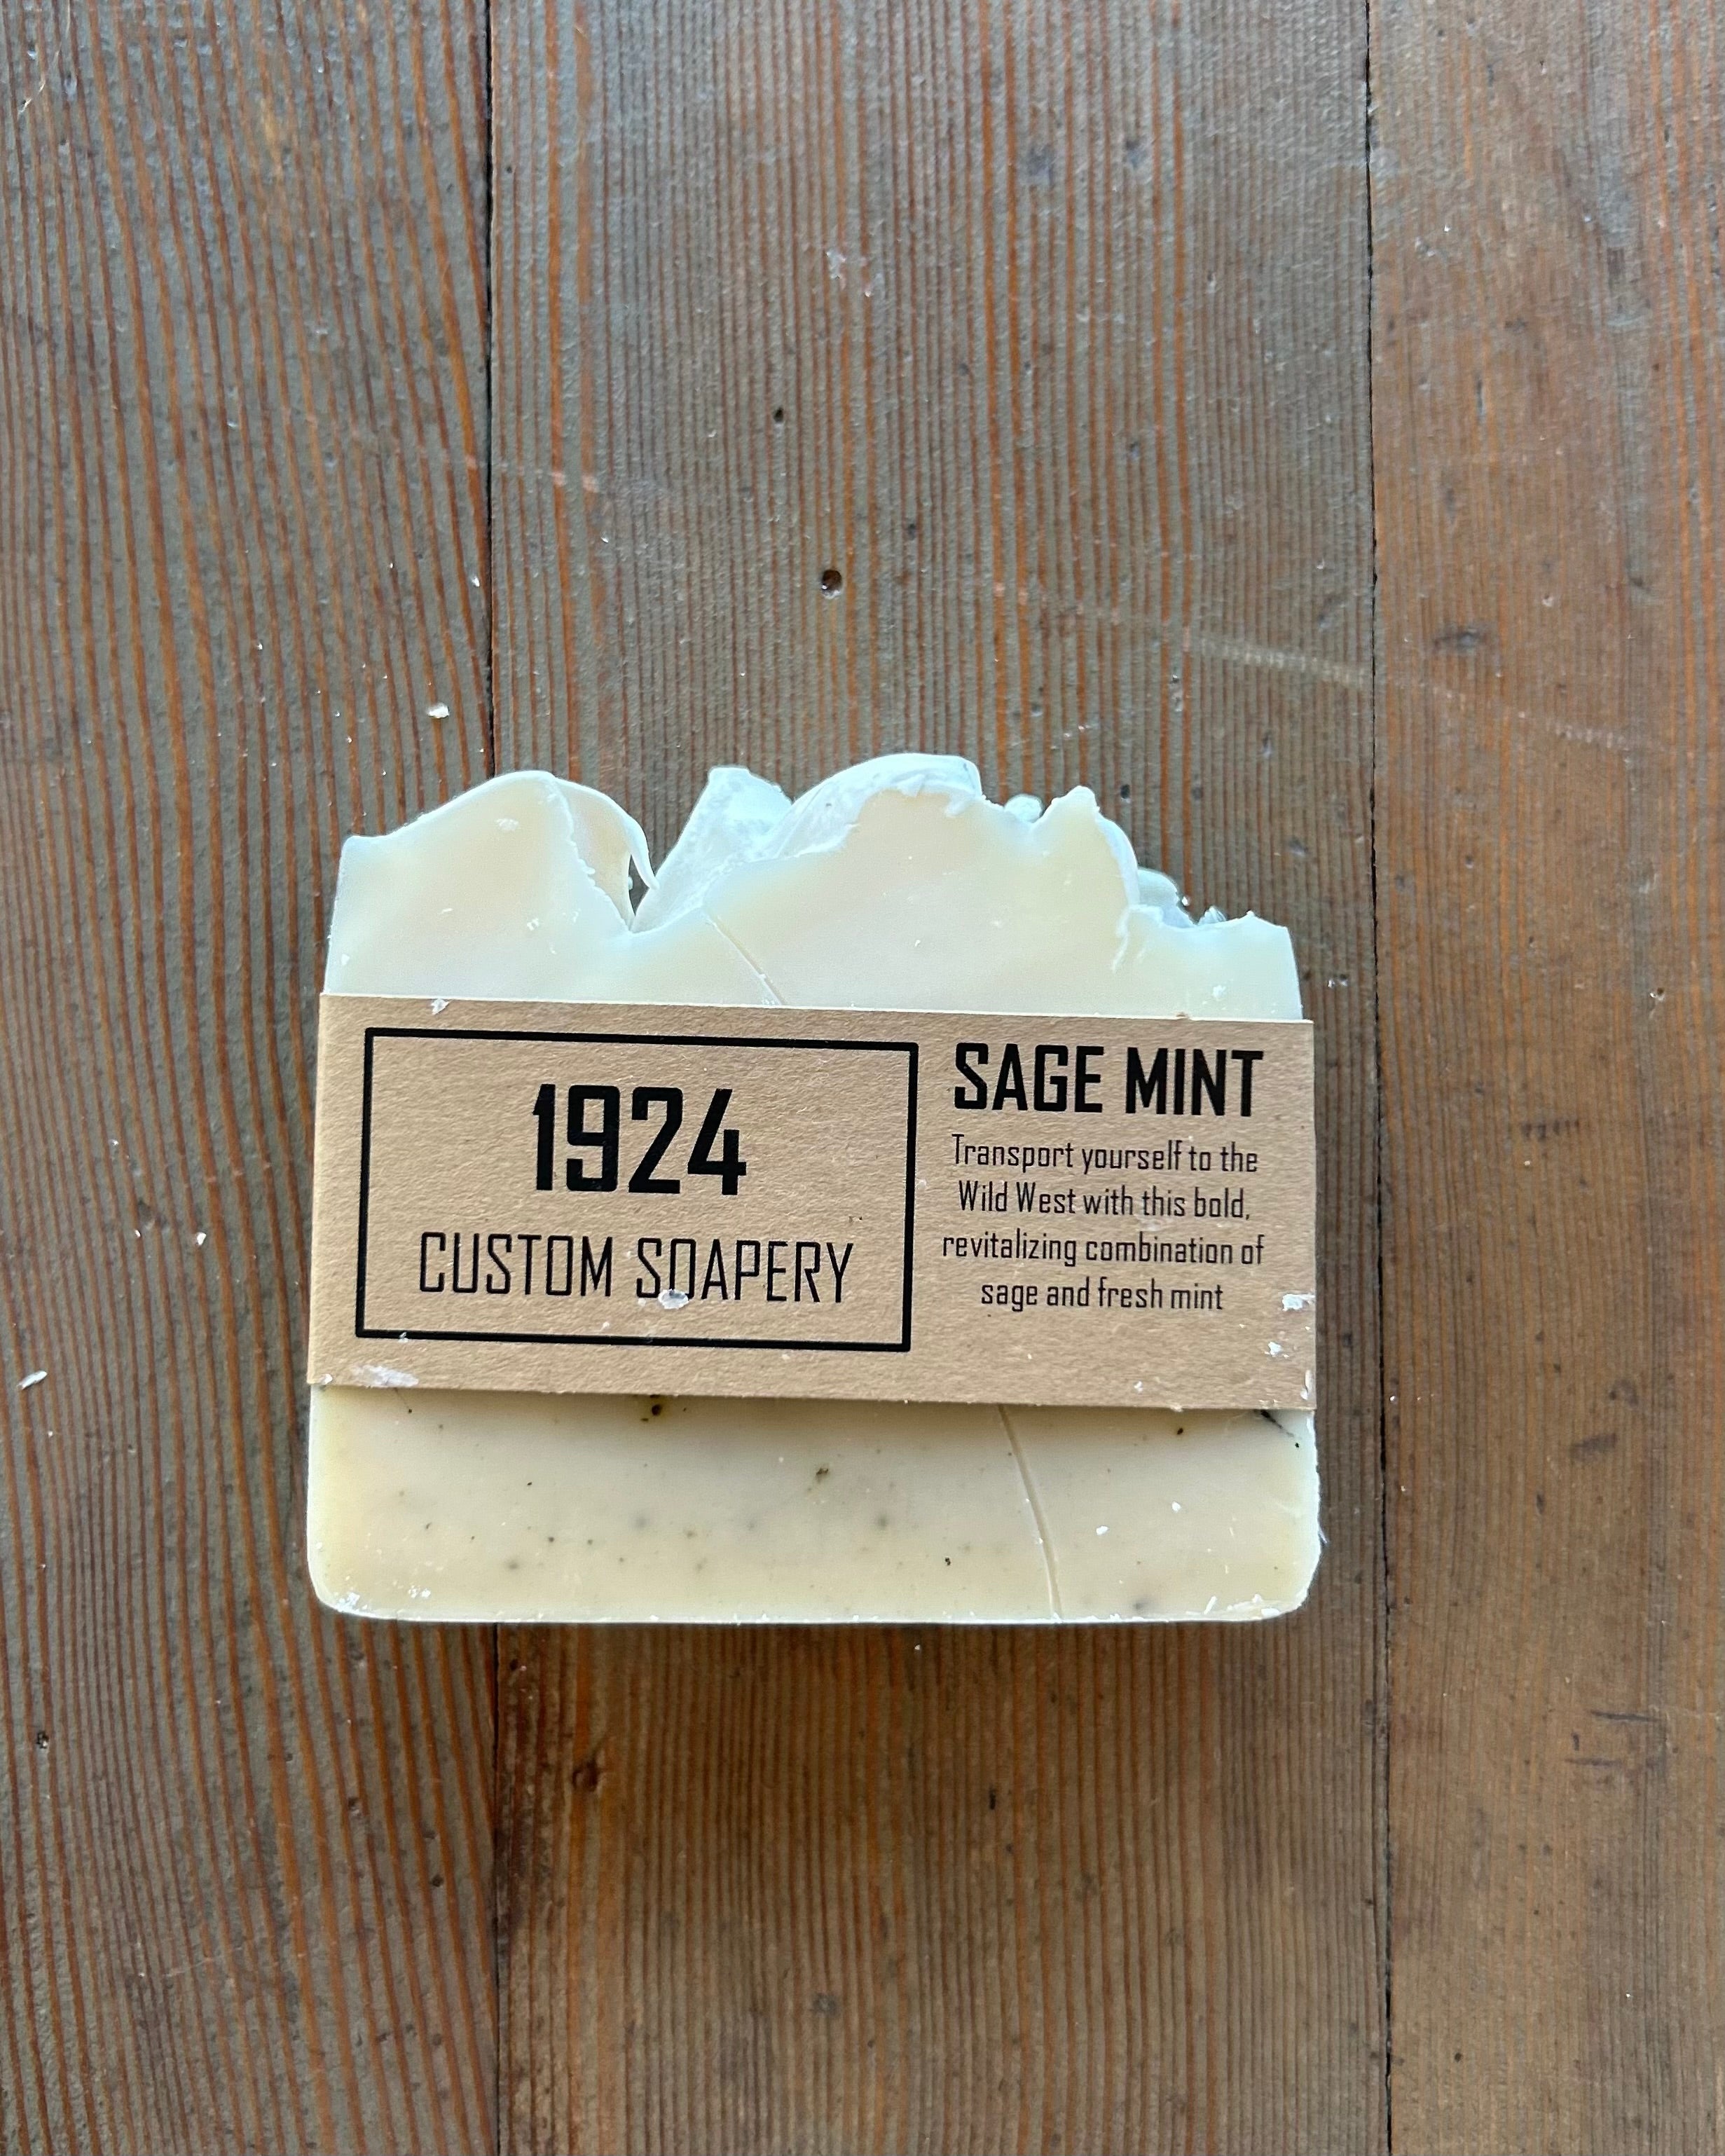 1924
CUSTOM SOAPERY
SAGE MINT
Transport yourself to the
Wild West with this bold,
revitalizing combination of
sage and fresh mint